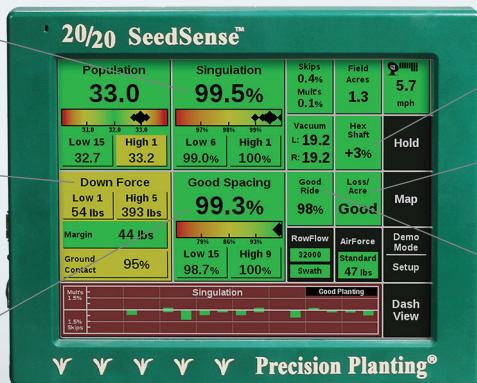 20/20 SeedSense™
Population
33.0
31.0 32.0 33.0
Low 15 High 1
32.7 33.2
Singulation
99.5%
97% 98% 99%
Low 6 High 1
99.0% 100%
Skips
0.4%
Mult's
0.1%
Field
Acres
1.3
5.7
mph
Vacuum
L: 19.2
R: 19.2
Hex
Shaft
+3%
Hold
Down Force
Low 1 High 5
54 lbs 393 lbs
Margin 44 lbs
Ground
Contact 95%
Good Spacing
99.3%
79% 86% 93%
Low 15 High 9
98.7% 100%
Good
Ride
98%
Loss/
Acre
Good
Map
RowFlow
32000
Swath
AirForce
Standard
47 lbs
Demo
Mode
Setup
Mult's
1.5%
Singulation
Good Planting
1.5%
Skips
Dash
View
Precision Planting®